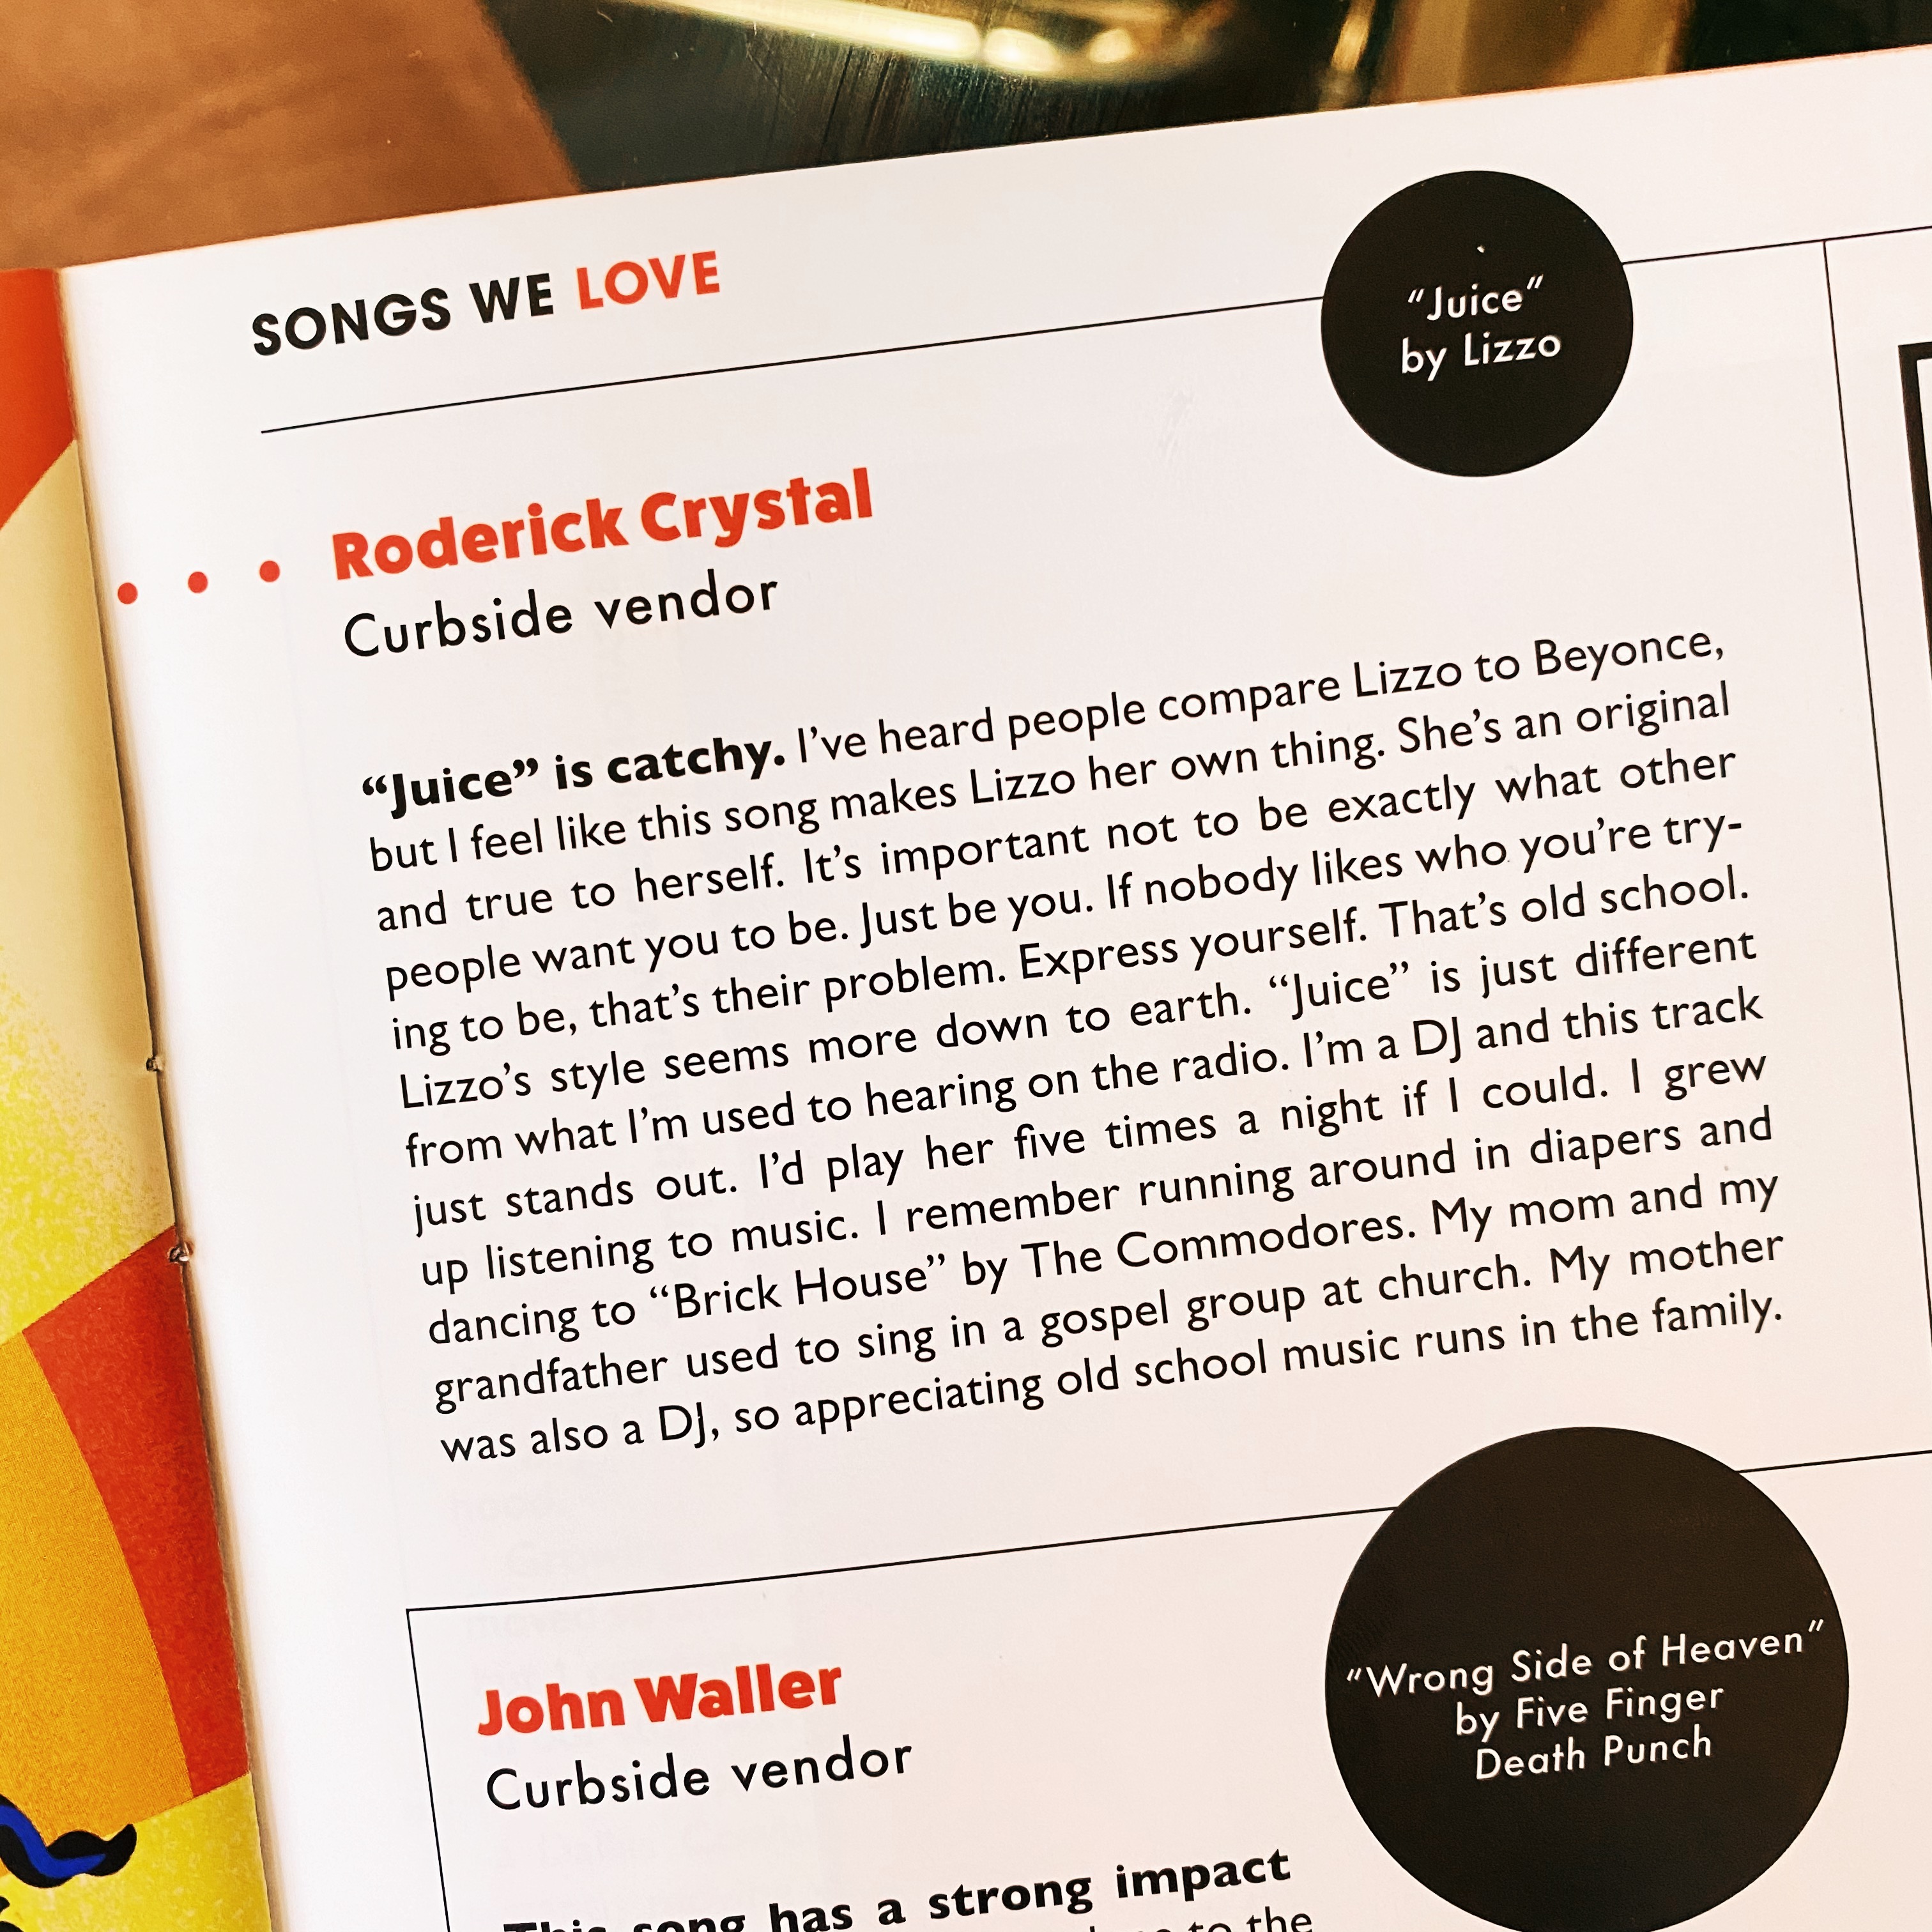 SONGS WE LOVE
"Juice"
by Lizzo
Roderick Crystal
Curbside vendor
“Juice” is catchy. I’ve heard people compare Lizzo to Beyonce,
but I feel like this song makes Lizzo her own thing. She’s an original
and true to herself. It’s important not to be exactly what other
people want you to be. Just be you. If nobody likes who you’re try-
ing to be, that’s their problem. Express yourself. That’s old school.
Lizzo’s style seems more down to earth. “Juice” is just different
from what I’m used to hearing on the radio. I’m a DJ and this track
just stands out. I’d play her five times a night if I could. I grew
up listening to music. I remember running around in diapers and
dancing to “Brick House” by The Commodores. My mom and my
grandfather used to sing in a gospel group at church. My mother
was also a DJ, so appreciating old school music runs in the family.
"Wrong Side of Heaven"
by Five Finger
Death Punch
John Waller
Curbside vendor
This song has a strong impact
to the